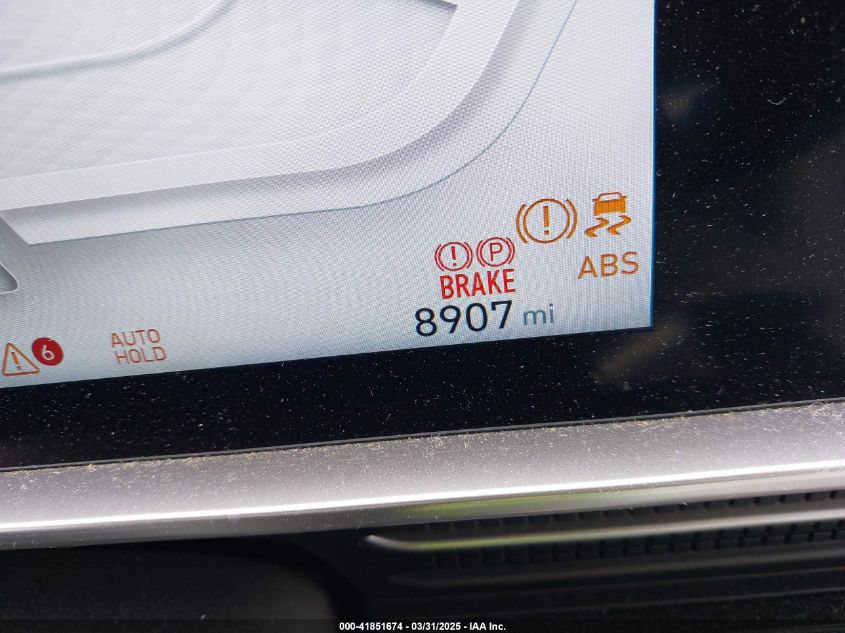 ABS
BRAKE
8907 mi
6
AUTO
HOLD
000-41851674 - 03/31/2025 - IAA Inc.